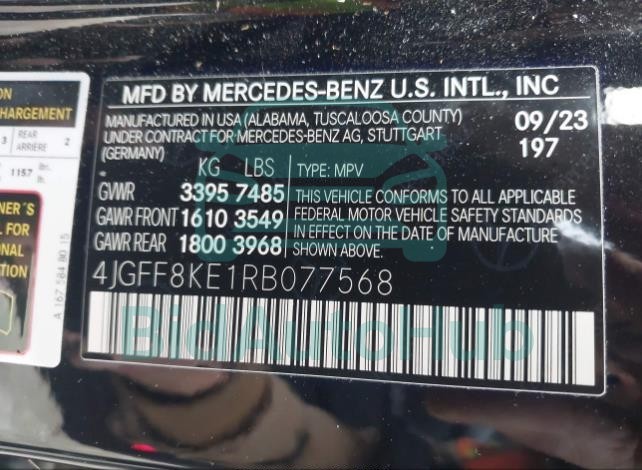 ON
HARGEMENT
3 REAR 2
ARRIÈRE
1157 lbs.
NER'S
L FOR
ONAL
ON
A 167 584 80 15
MFD BY MERCEDES-BENZ U.S. INTL., INC
MANUFACTURED IN USA (ALABAMA, TUSCALOOSA COUNTY)
UNDER CONTRACT FOR MERCEDES-BENZ AG, STUTTGART
(GERMANY)
09/23
197
- KG LBS TYPE: MPV
GVWR 3395 7485
GAWR FRONT 1610 3549
GAWR REAR 1800 3968
THIS VEHICLE CONFORMS TO ALL APPLICABLE
FEDERAL MOTOR VEHICLE SAFETY STANDARDS
IN EFFECT ON THE DATE OF MANUFACTURE
SHOWN ABOVE.
4JGFF8KE1RB077568
BidAutoHub